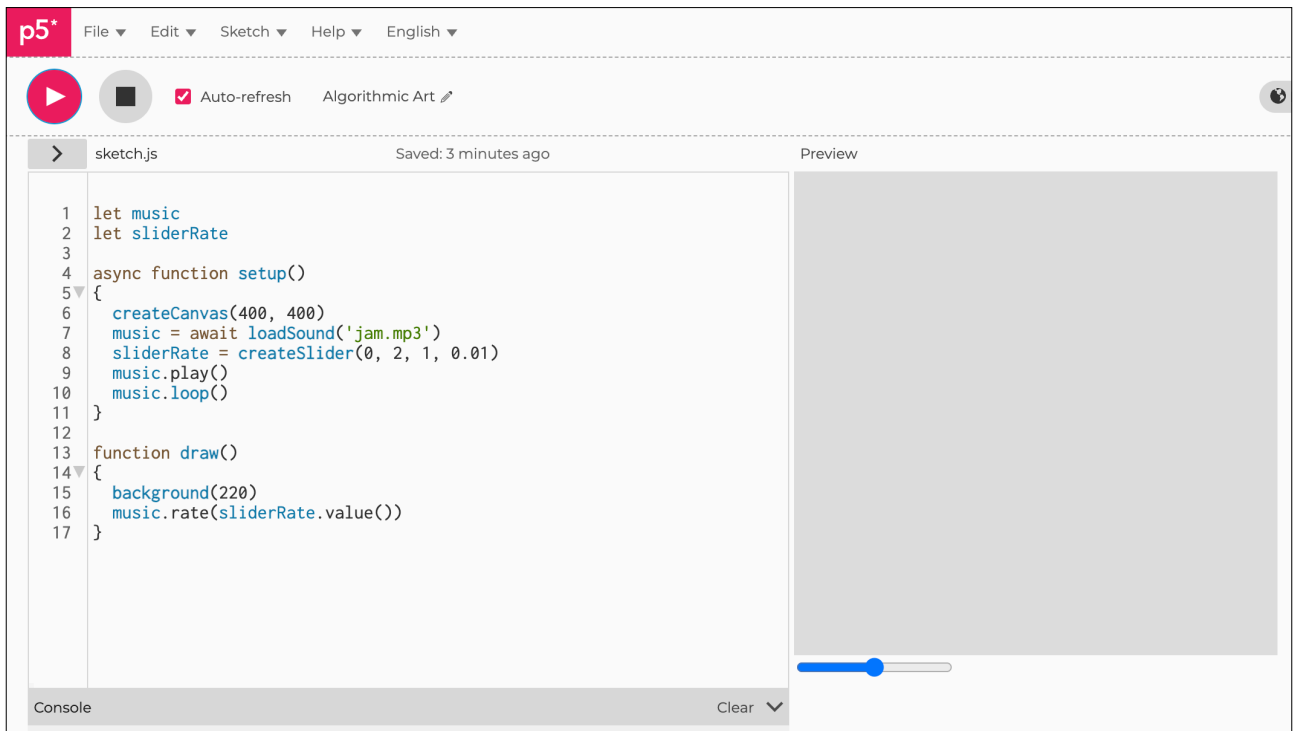 p5* File Edit Sketch Help English
Auto-refresh Algorithmic Art
sketch.js Saved: 3 minutes ago Preview
1 let music
2 let sliderRate
3
4 async function setup()
5 {
6 createCanvas(400, 400)
7 music = await loadSound('jam.mp3')
8 sliderRate = createSlider(0, 2, 1, 0.01)
9 music.play()
10 music.loop()
11 }
12
13 function draw()
14 {
15 background(220)
16 music.rate(sliderRate.value())
17 }
Console Clear